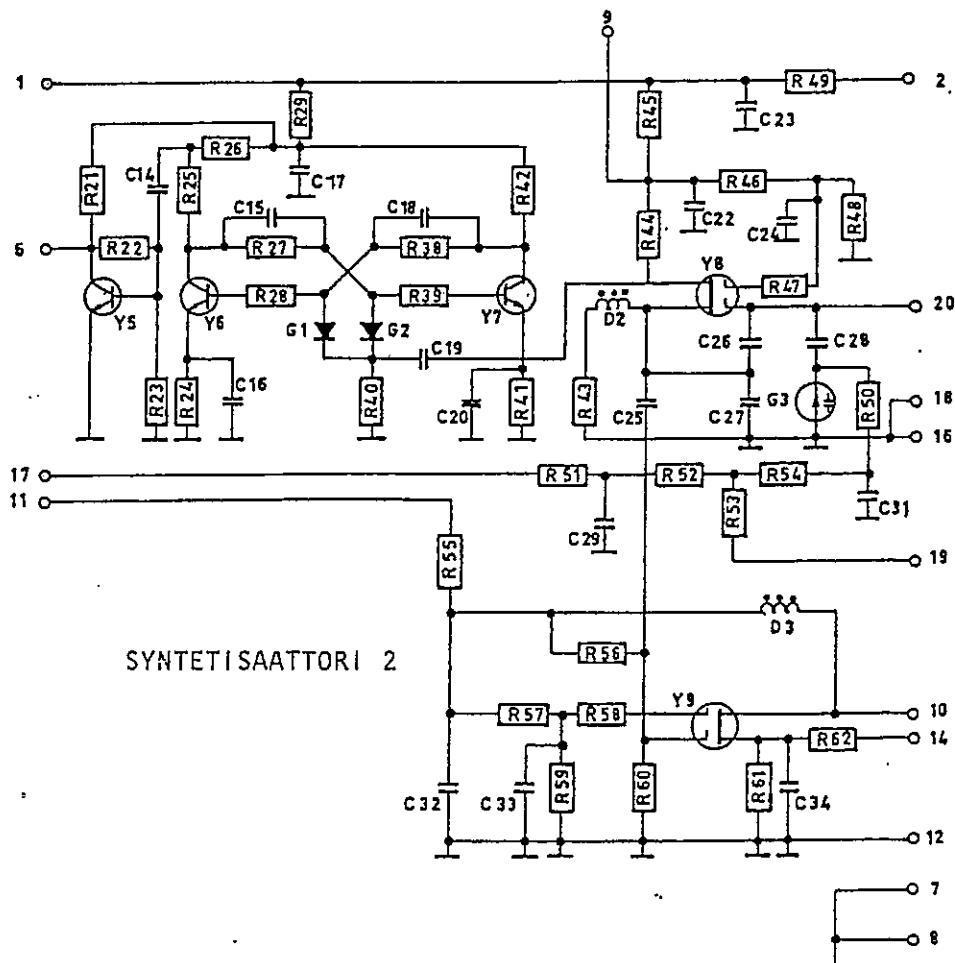 9
1
2
R29
R45
R49
C23
R21
C14
R26
R25
C17
R42
R46
C22
C24
R48
C15
C18
R44
6
R22
R27
R38
Y8
R47
R28
R39
D2
20
Y5
Y6
G1
G2
Y7
C19
C26
C28
R23
R24
C16
R40
C20
R41
R43
C25
C27
G3
R50
18
16
17
R51
R52
R54
11
C29
R53
C31
R55
19
D3
SYNTETISAATTORI 2
R56
Y9
R57
R58
10
14
R62
C32
C33
R59
R60
R61
C34
12
7
8